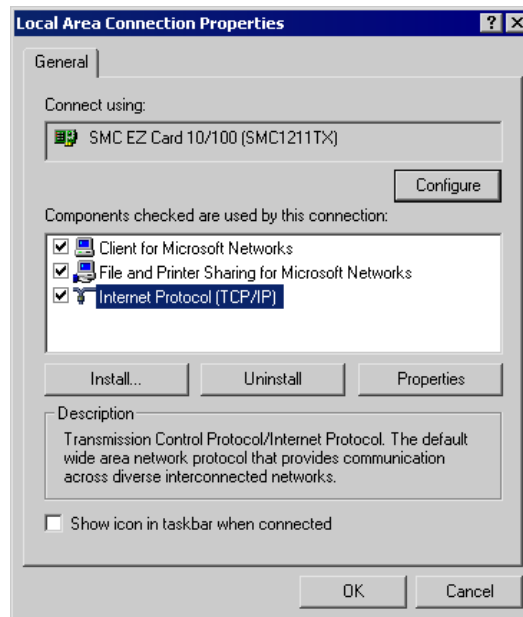 Local Area Connection Properties
General
Connect using:
SMC EZ Card 10/100 (SMC1211TX)
Configure
Components checked are used by this connection:
Client for Microsoft Networks
File and Printer Sharing for Microsoft Networks
Internet Protocol (TCP/IP)
Install... Uninstall Properties
Description
Transmission Control Protocol/Internet Protocol. The default
wide area network protocol that provides communication
across diverse interconnected networks.
Show icon in taskbar when connected
OK Cancel